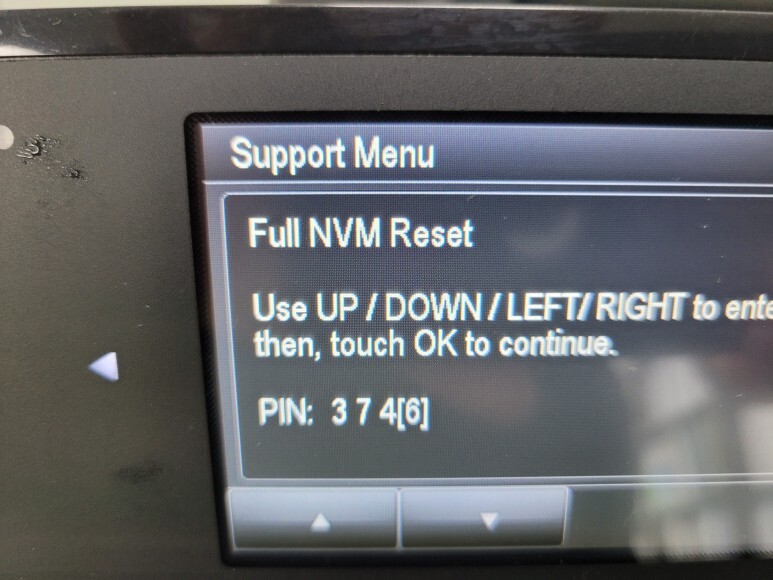 Support Menu
Full NVM Reset
Use UP / DOWN / LEFT/ RIGHT to ente
then, touch OK to continue.
PIN: 3 7 4[6]